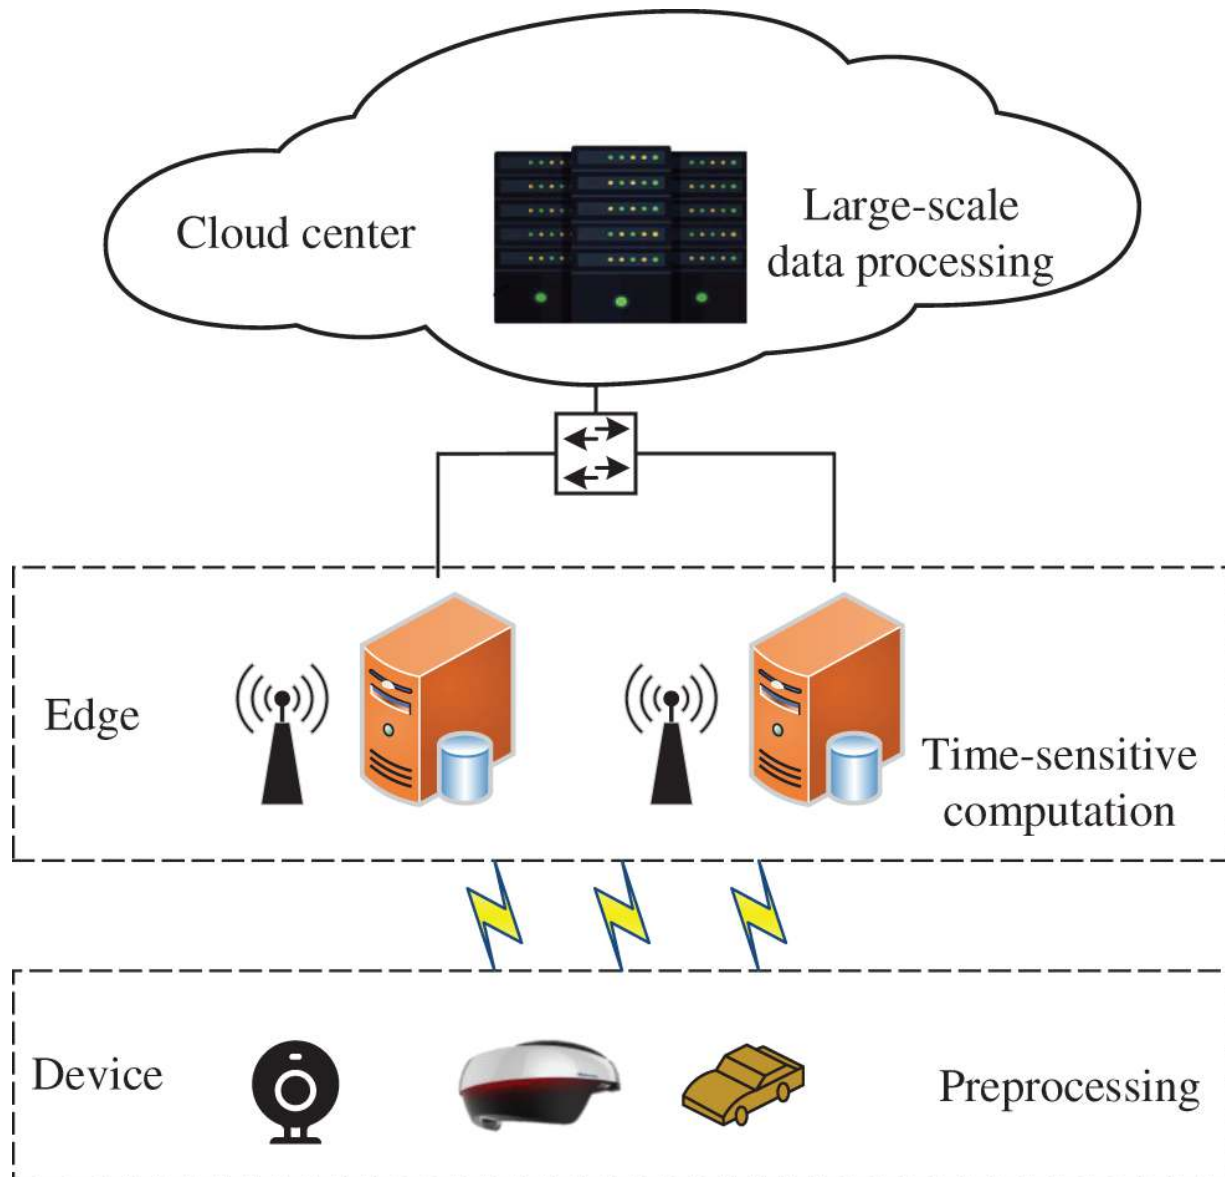 Cloud center
Large-scale
data processing
Edge
Time-sensitive
computation
Device
Preprocessing